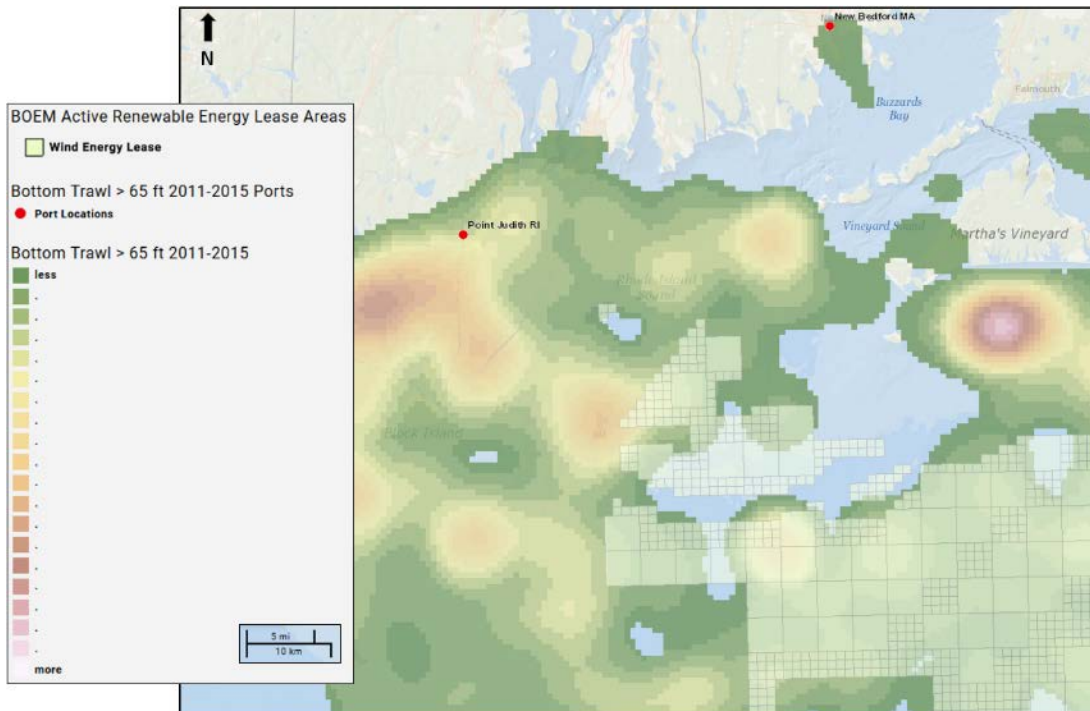 New Bedford MA
N
Falmouth
Buzzards
Bay
BOEM Active Renewable Energy Lease Areas
Wind Energy Lease
Bottom Trawl > 65 ft 2011-2015 Ports
Port Locations
Point Judith RI
Vineyard Sound
Martha's Vineyard
Bottom Trawl > 65 ft 2011-2015
less
Rhode Island
Sound
Block Island
5 mi
10 km
more